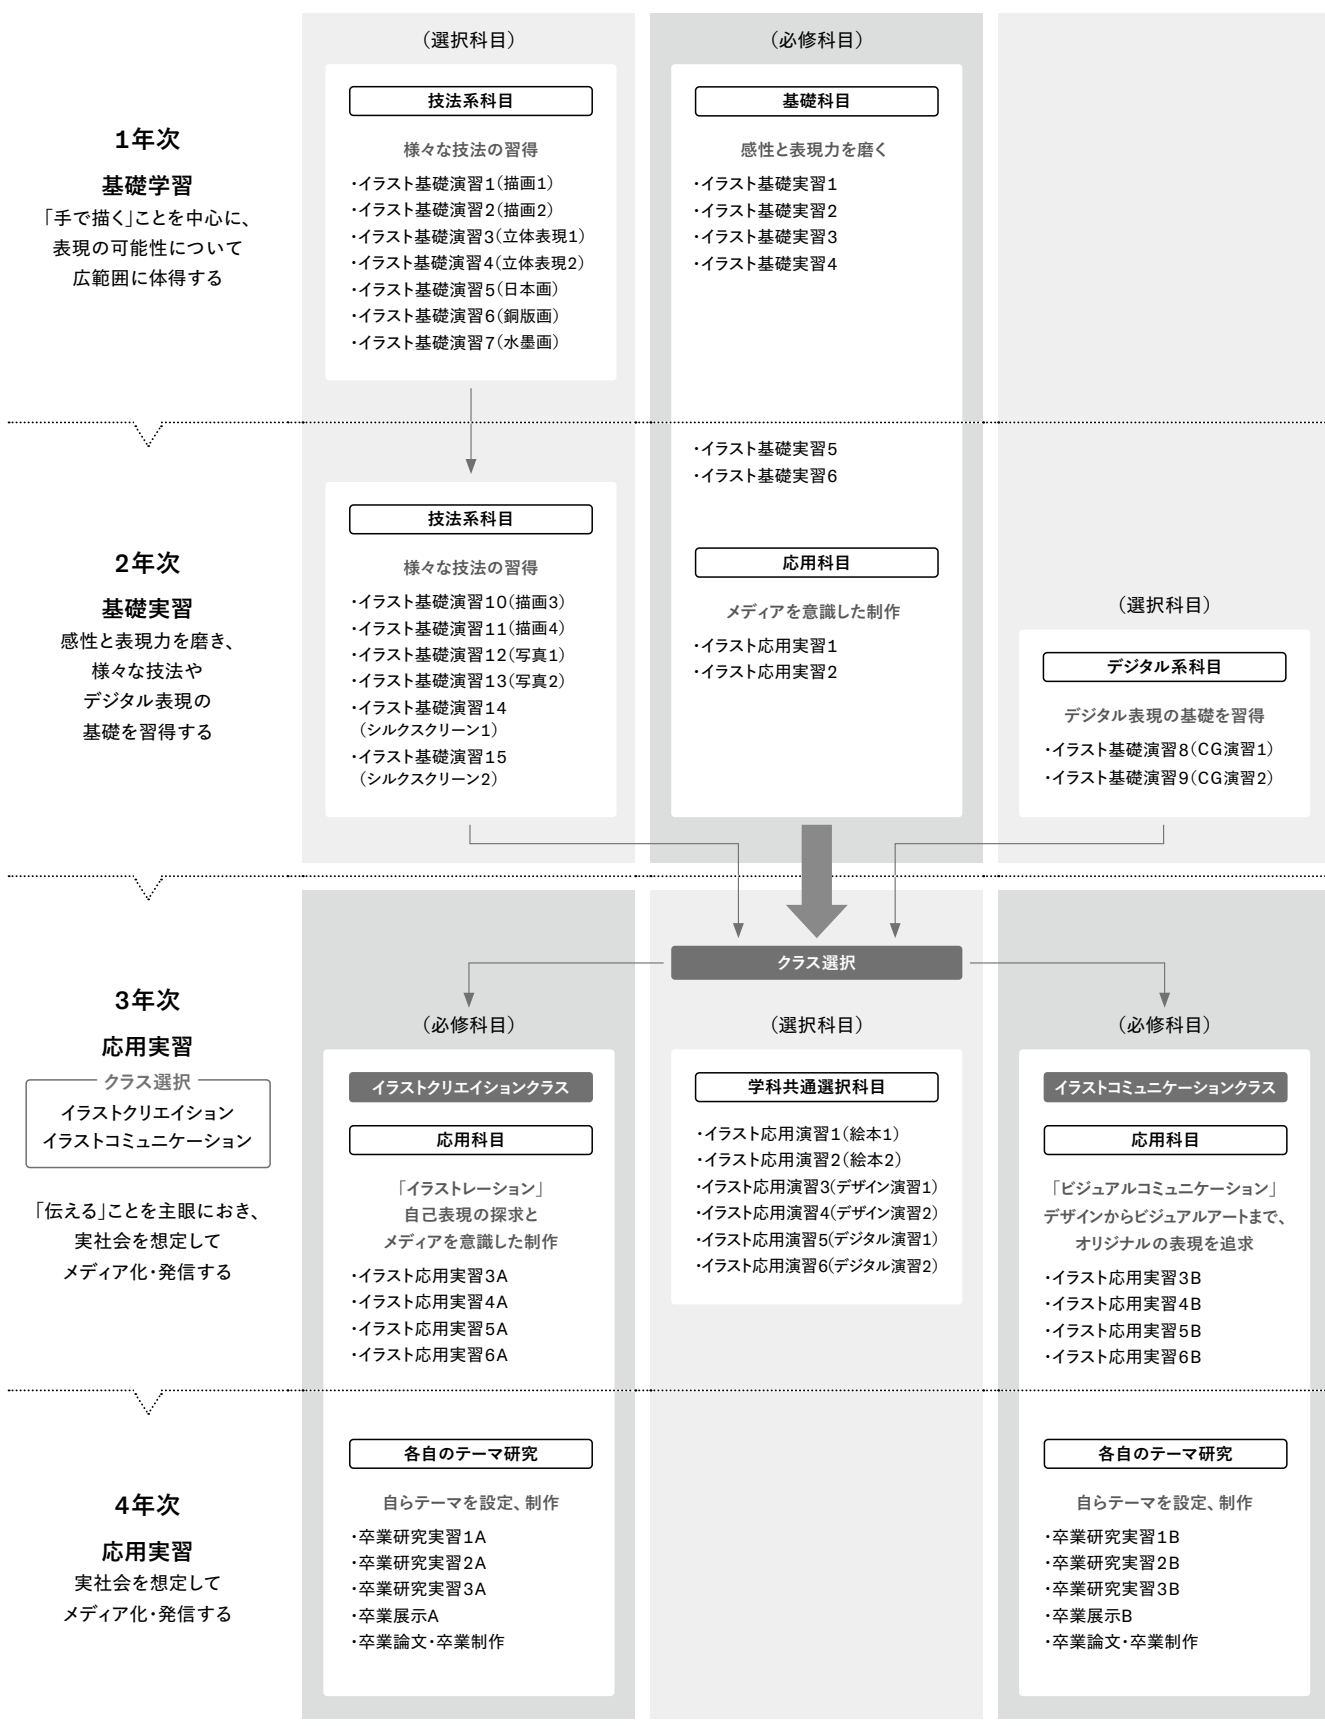 1年次
基礎学習
「手で描く」ことを中心に、
表現の可能性について
広範囲に体得する
（選択科目）
技法系科目
様々な技法の習得
・イラスト基礎演習1（描画1）
・イラスト基礎演習2（描画2）
・イラスト基礎演習3（立体表現1）
・イラスト基礎演習4（立体表現2）
・イラスト基礎演習5（日本画）
・イラスト基礎演習6（銅版画）
・イラスト基礎演習7（水墨画）
（必修科目）
基礎科目
感性と表現力を磨く
・イラスト基礎実習1
・イラスト基礎実習2
・イラスト基礎実習3
・イラスト基礎実習4
2年次
基礎実習
感性と表現力を磨き、
様々な技法や
デジタル表現の
基礎を習得する
技法系科目
様々な技法の習得
・イラスト基礎演習10（描画3）
・イラスト基礎演習11（描画4）
・イラスト基礎演習12（写真1）
・イラスト基礎演習13（写真2）
・イラスト基礎演習14
（シルクスクリーン1）
・イラスト基礎演習15
（シルクスクリーン2）
・イラスト基礎実習5
・イラスト基礎実習6
応用科目
メディアを意識した制作
・イラスト応用実習1
・イラスト応用実習2
（選択科目）
デジタル系科目
デジタル表現の基礎を習得
・イラスト基礎演習8（CG演習1）
・イラスト基礎演習9（CG演習2）
3年次
応用実習
クラス選択
イラストクリエイション
イラストコミュニケーション
「伝える」ことを主眼におき、
実社会を想定して
メディア化・発信する
クラス選択
（必修科目）
イラストクリエイションクラス
応用科目
「イラストレーション」
自己表現の探求と
メディアを意識した制作
・イラスト応用実習3A
・イラスト応用実習4A
・イラスト応用実習5A
・イラスト応用実習6A
（選択科目）
学科共通選択科目
・イラスト応用演習1（絵本1）
・イラスト応用演習2（絵本2）
・イラスト応用演習3（デザイン演習1）
・イラスト応用演習4（デザイン演習2）
・イラスト応用演習5（デジタル演習1）
・イラスト応用演習6（デジタル演習2）
（必修科目）
イラストコミュニケーションクラス
応用科目
「ビジュアルコミュニケーション」
デザインからビジュアルアートまで、
オリジナルの表現を追求
・イラスト応用実習3B
・イラスト応用実習4B
・イラスト応用実習5B
・イラスト応用実習6B
4年次
応用実習
実社会を想定して
メディア化・発信する
各自のテーマ研究
自らテーマを設定、制作
・卒業研究実習1A
・卒業研究実習2A
・卒業研究実習3A
・卒業展示A
・卒業論文・卒業制作
各自のテーマ研究
自らテーマを設定、制作
・卒業研究実習1B
・卒業研究実習2B
・卒業研究実習3B
・卒業展示B
・卒業論文・卒業制作